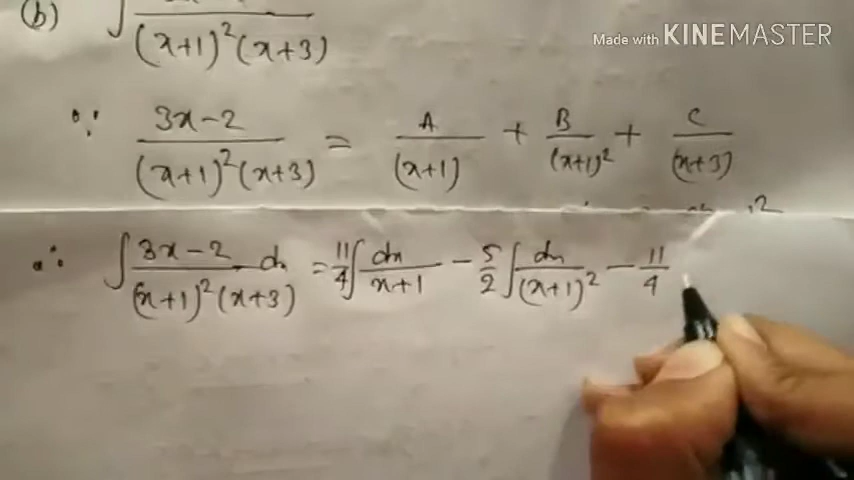 Made with KINEMASTER
(b) ∫ / (x+1)²(x+3)
∵ 3x-2 / (x+1)²(x+3) = A / (x+1) + B / (x+1)² + C / (x+3)
∴ ∫ 3x-2 / (x+1)²(x+3) dx = 11/4 ∫ dx / x+1 - 5/2 ∫ dx / (x+1)² - 11/4